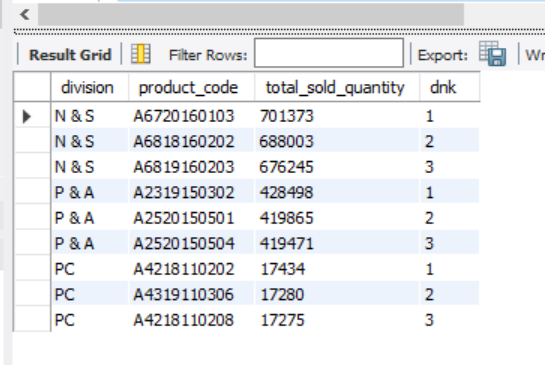 Result Grid Filter Rows: Export:
division product_code total_sold_quantity dnk
N & S A6720160103 701373 1
N & S A6818160202 688003 2
N & S A6819160203 676245 3
P & A A2319150302 428498 1
P & A A2520150501 419865 2
P & A A2520150504 419471 3
PC A4218110202 17434 1
PC A4319110306 17280 2
PC A4218110208 17275 3